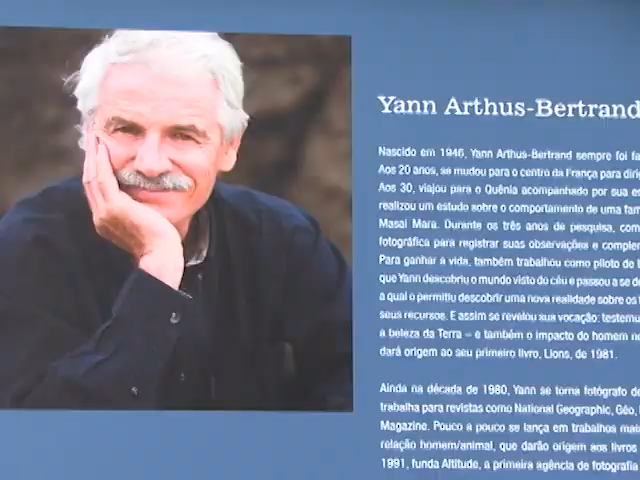 Yann Arthus-Bertrand
Nascido em 1946, Yann Arthus-Bertrand sempre foi fa
Aos 20 anos, se mudou para o centro da França para diri
Aos 30, viajou para o Quênia acompanhado por sua es
realizou um estudo sobre o comportamento de uma fam
Masai Mara. Durante os três anos de pesquisa, com
fotográfica para registrar suas observações e complem
Para ganhar a vida, também trabalhou como piloto de
que Yann descobriu o mundo visto do céu e passou a se de
a qual o permitiu descobrir uma nova realidade sobre os
seus recursos. E assim se revelou sua vocação: testemu
a beleza da Terra – e também o impacto do homem ne
dará origem ao seu primeiro livro, Lions, de 1981.
Ainda na década de 1980, Yann se torna fotógrafo de
trabalha para revistas como National Geographic, Géo,
Magazine. Pouco a pouco se lança em trabalhos mais
relação homem/animal, que darão origem aos livros
1991, funda Altitude, a primeira agência de fotografia